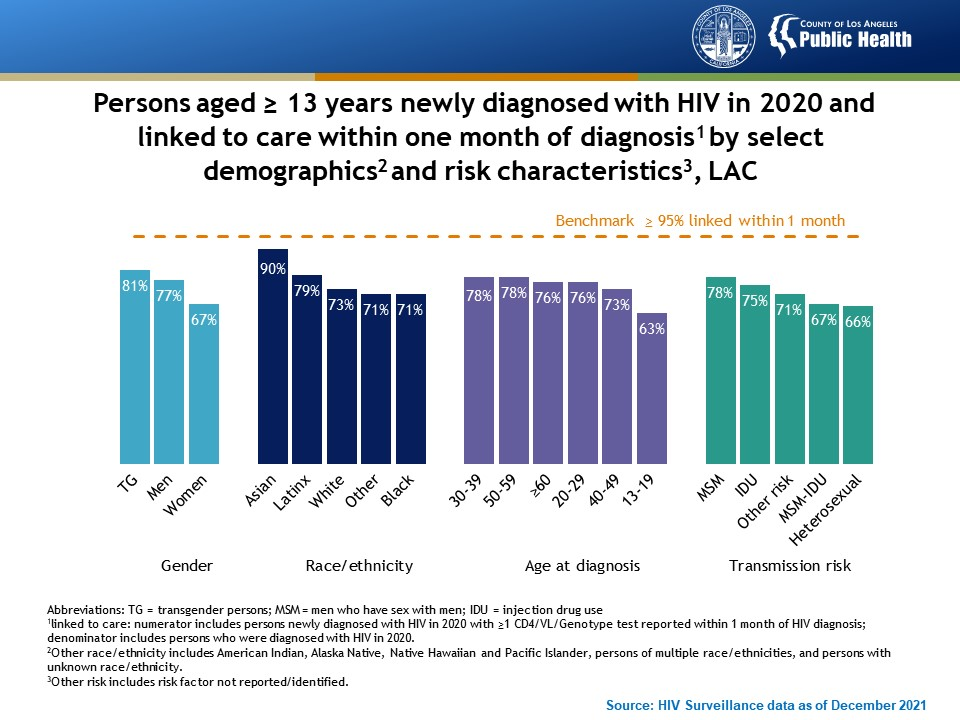 COUNTY OF LOS ANGELES
CALIFORNIA
COUNTY OF LOS ANGELES
Public Health
Persons aged ≥ 13 years newly diagnosed with HIV in 2020 and
linked to care within one month of diagnosis¹ by select
demographics² and risk characteristics³, LAC
Benchmark ≥ 95% linked within 1 month
81% 77% 67%
90% 79% 73% 71% 71%
78% 78% 76% 76% 73% 63%
78% 75% 71% 67% 66%
TG Men Women
Asian Latinx White Other Black
30-39 50-59 ≥60 20-29 40-49 13-19
MSM IDU Other risk MSM-IDU Heterosexual
Gender Race/ethnicity Age at diagnosis Transmission risk
Abbreviations: TG = transgender persons; MSM = men who have sex with men; IDU = injection drug use
¹linked to care: numerator includes persons newly diagnosed with HIV in 2020 with ≥1 CD4/VL/Genotype test reported within 1 month of HIV diagnosis;
denominator includes persons who were diagnosed with HIV in 2020.
²Other race/ethnicity includes American Indian, Alaska Native, Native Hawaiian and Pacific Islander, persons of multiple race/ethnicities, and persons with
unknown race/ethnicity.
³Other risk includes risk factor not reported/identified.
Source: HIV Surveillance data as of December 2021